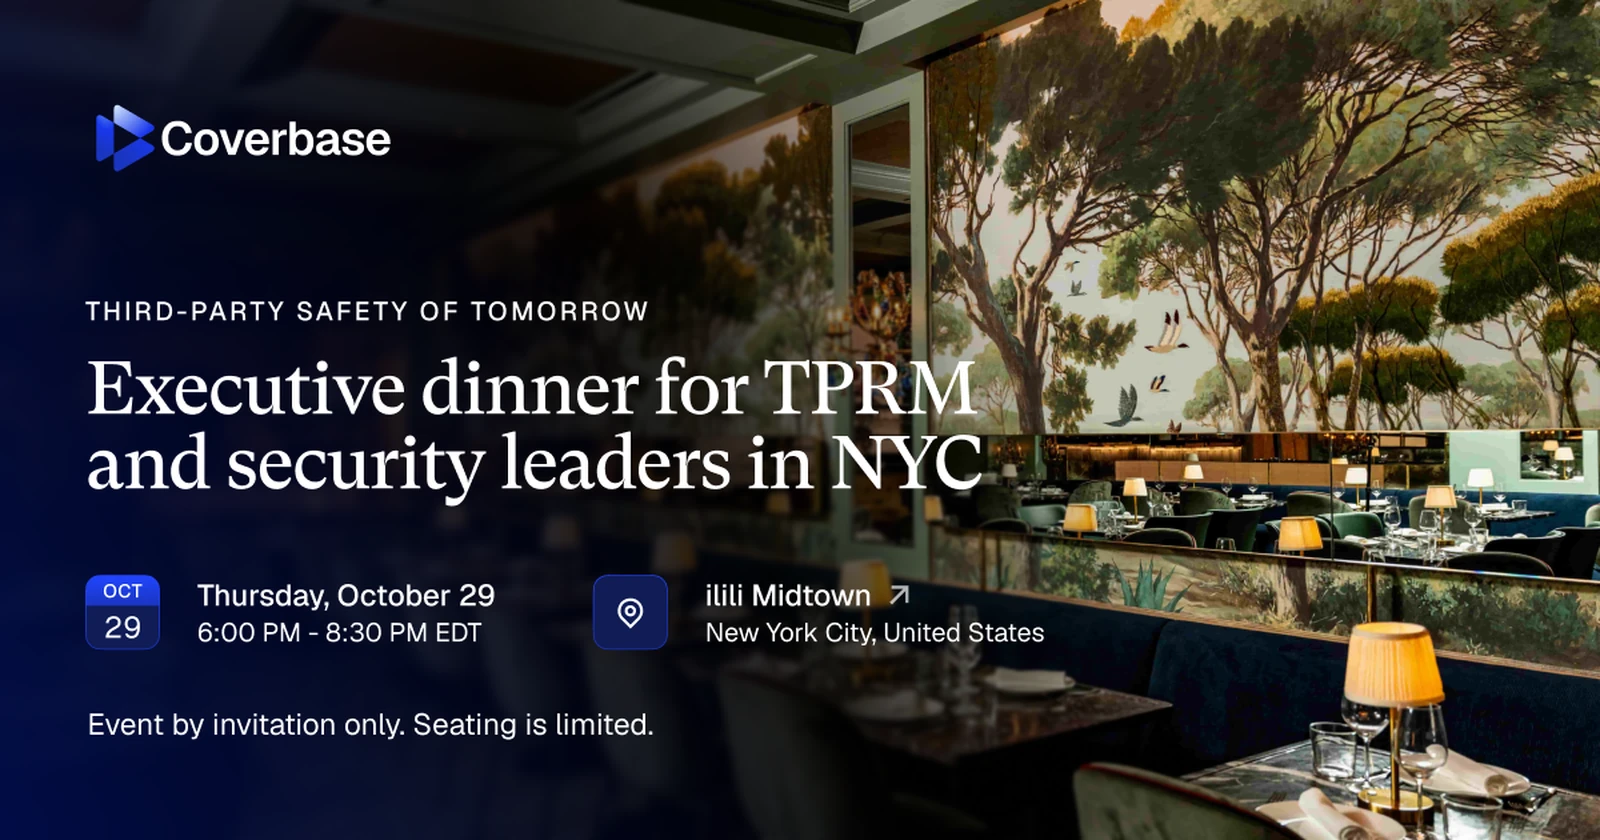 Coverbase
THIRD-PARTY SAFETY OF TOMORROW
Executive dinner for TPRM
and security leaders in NYC
OCT
29
Thursday, October 29
6:00 PM - 8:30 PM EDT
ilili Midtown ↗
New York City, United States
Event by invitation only. Seating is limited.